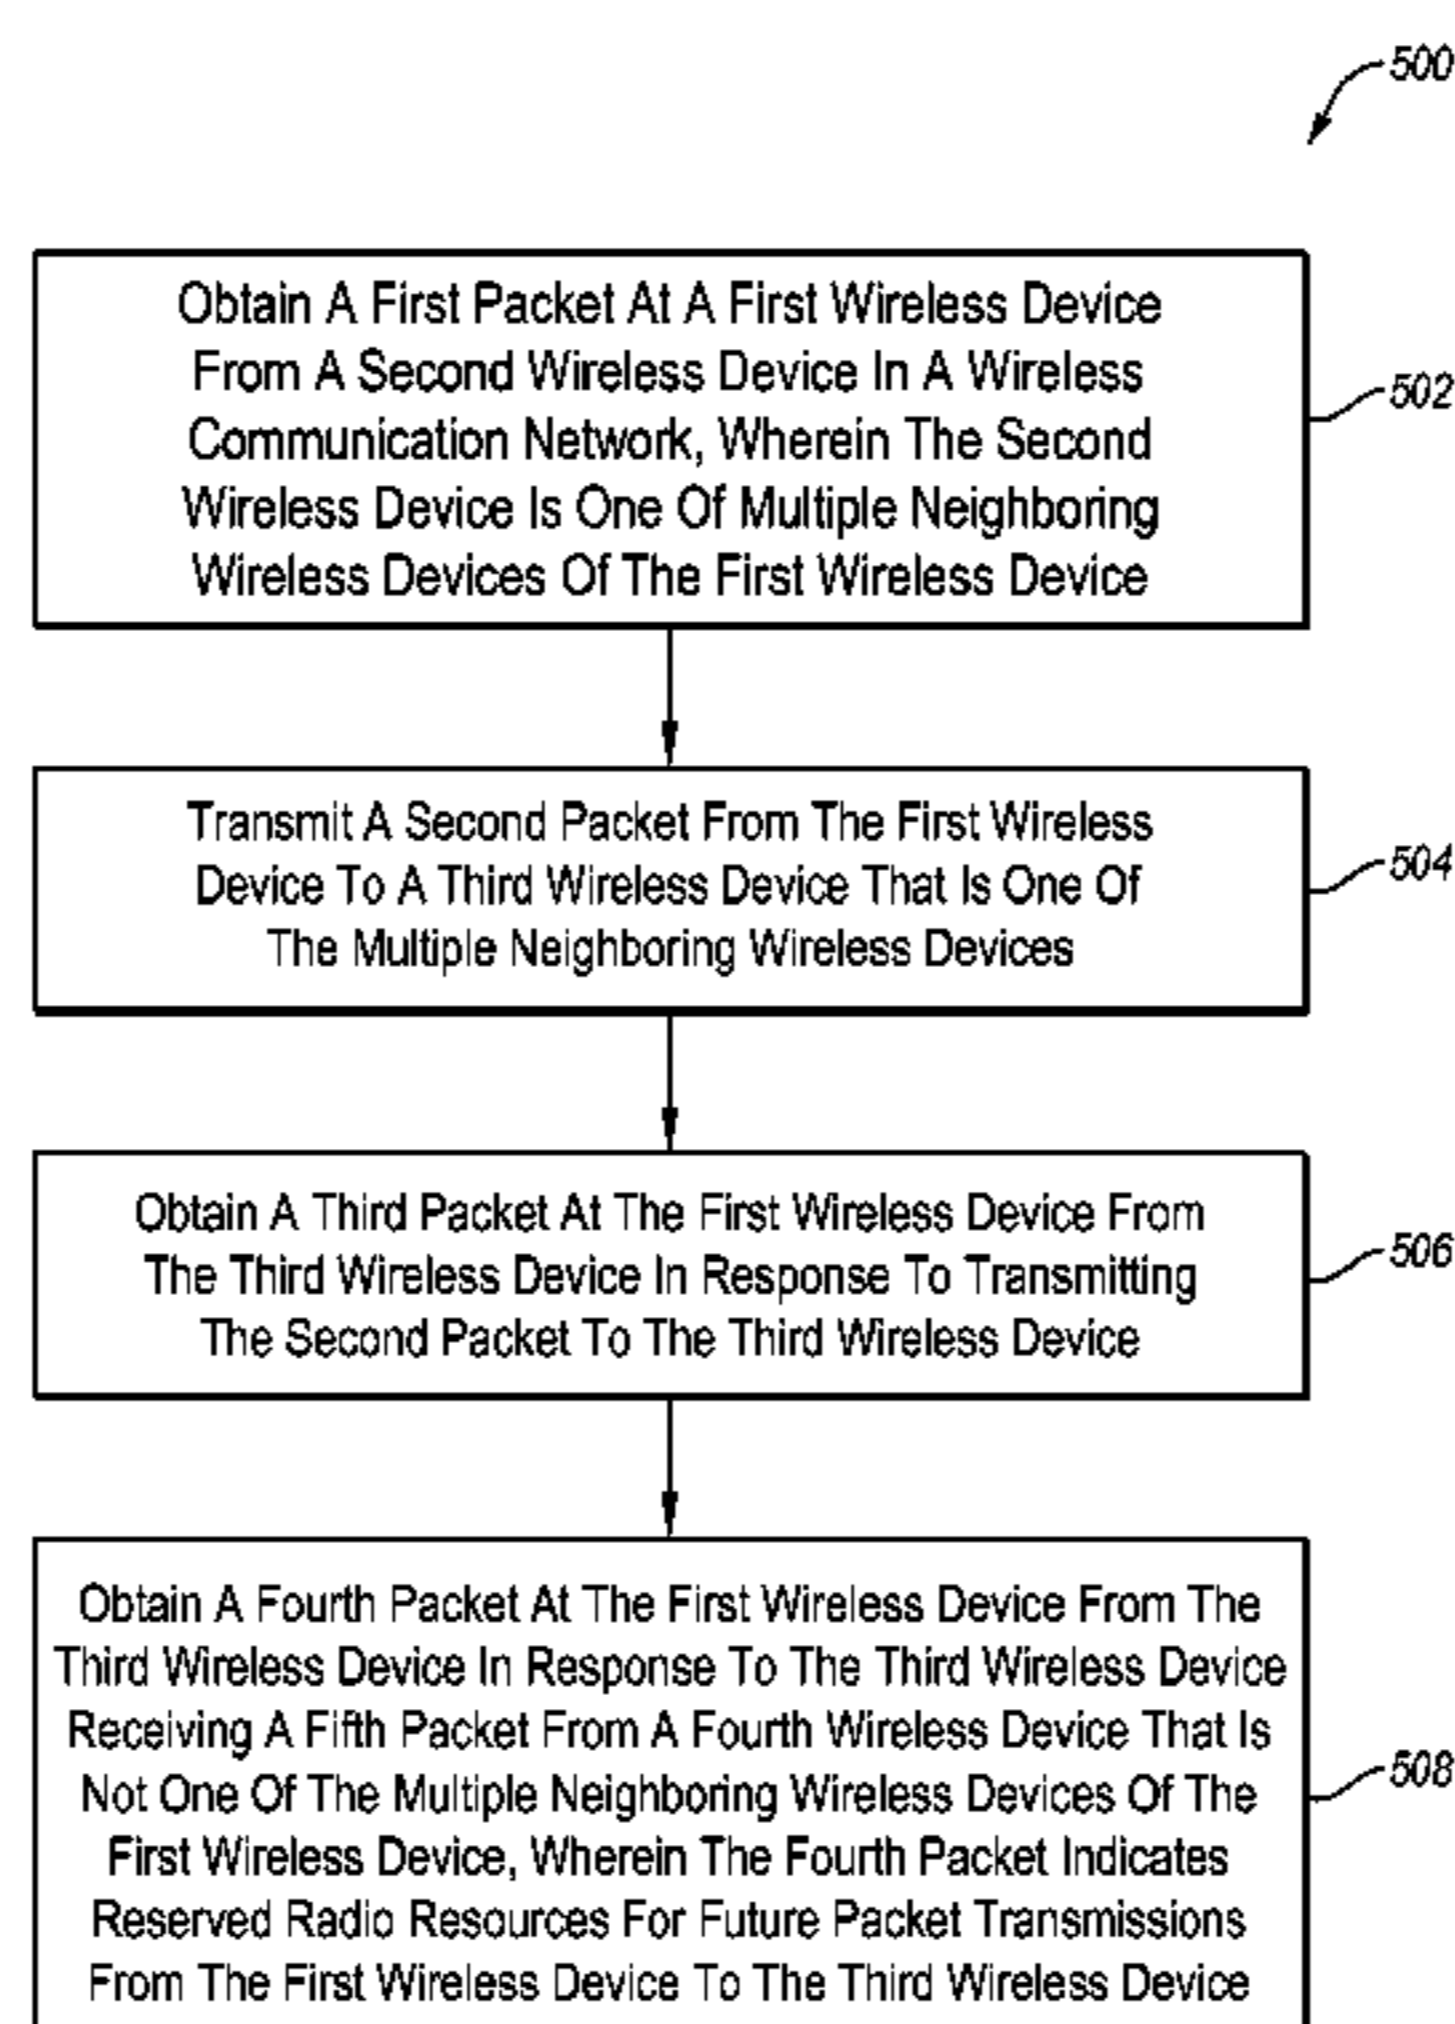 500
Obtain A First Packet At A First Wireless Device
From A Second Wireless Device In A Wireless
Communication Network, Wherein The Second
Wireless Device Is One Of Multiple Neighboring
Wireless Devices Of The First Wireless Device
502
Transmit A Second Packet From The First Wireless
Device To A Third Wireless Device That Is One Of
The Multiple Neighboring Wireless Devices
504
Obtain A Third Packet At The First Wireless Device From
The Third Wireless Device In Response To Transmitting
The Second Packet To The Third Wireless Device
506
Obtain A Fourth Packet At The First Wireless Device From The
Third Wireless Device In Response To The Third Wireless Device
Receiving A Fifth Packet From A Fourth Wireless Device That Is
Not One Of The Multiple Neighboring Wireless Devices Of The
First Wireless Device, Wherein The Fourth Packet Indicates
Reserved Radio Resources For Future Packet Transmissions
From The First Wireless Device To The Third Wireless Device
508